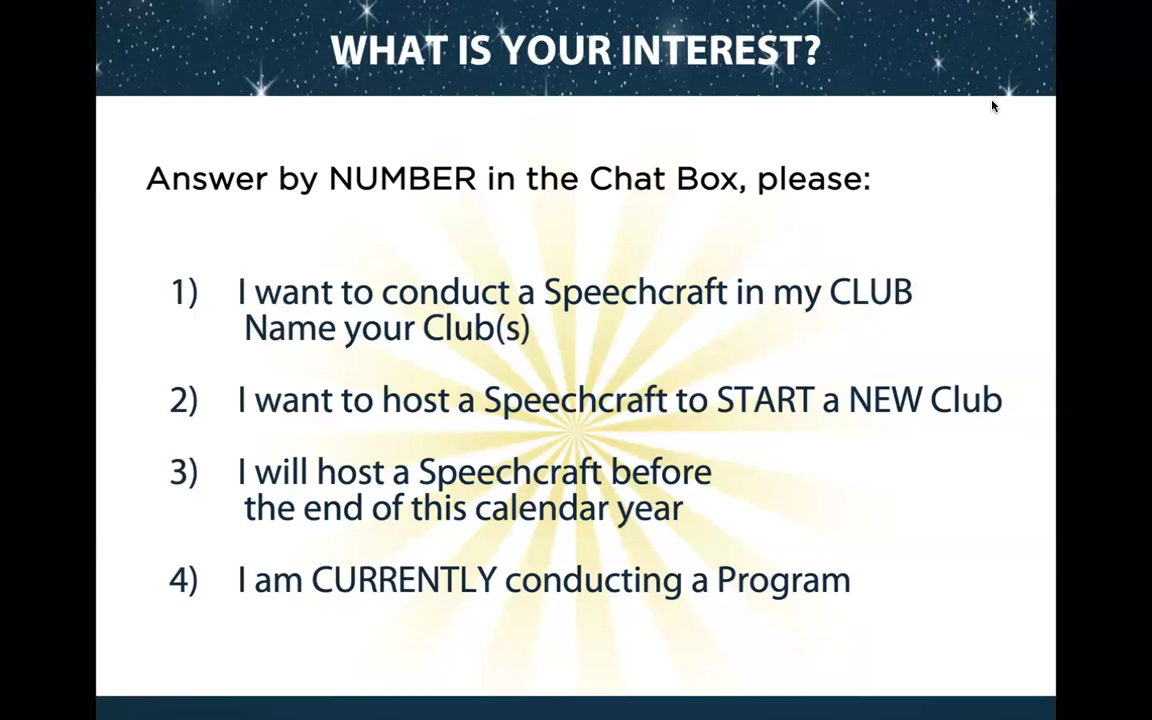 WHAT IS YOUR INTEREST?
Answer by NUMBER in the Chat Box, please:
1) I want to conduct a Speechcraft in my CLUB
Name your Club(s)
2) I want to host a Speechcraft to START a NEW Club
3) I will host a Speechcraft before
the end of this calendar year
4) I am CURRENTLY conducting a Program